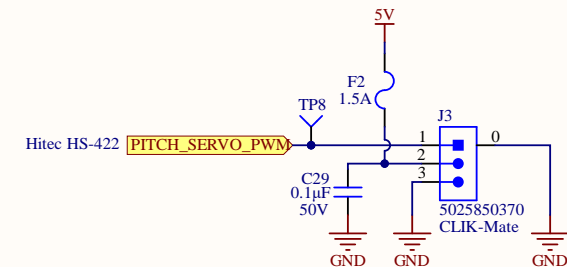 5V
F2
1.5A
TP8
J3
Hitec HS-422
PITCH_SERVO_PWM
1
0
2
3
C29
0.1µF
50V
5025850370
CLIK-Mate
GND
GND
GND